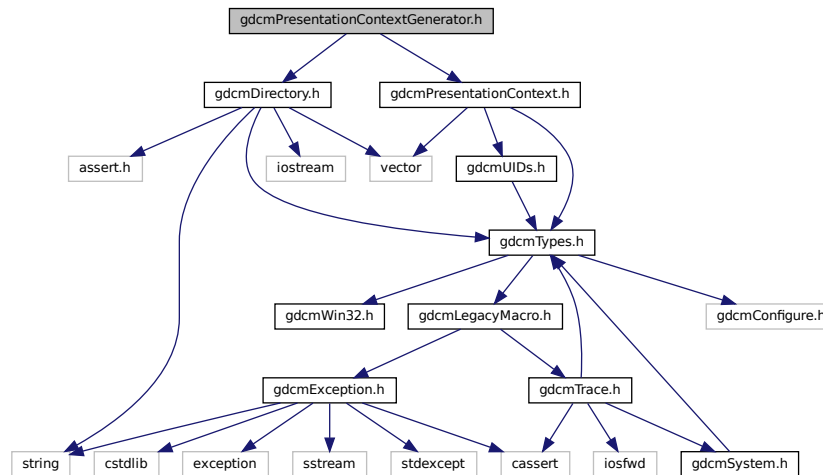 gdcmPresentationContextGenerator.h
gdcmDirectory.h
gdcmPresentationContext.h
assert.h
iostream
vector
gdcmUIDs.h
gdcmTypes.h
gdcmWin32.h
gdcmLegacyMacro.h
gdcmConfigure.h
gdcmException.h
gdcmTrace.h
string
cstdlib
exception
sstream
stdexcept
cassert
iosfwd
gdcmSystem.h